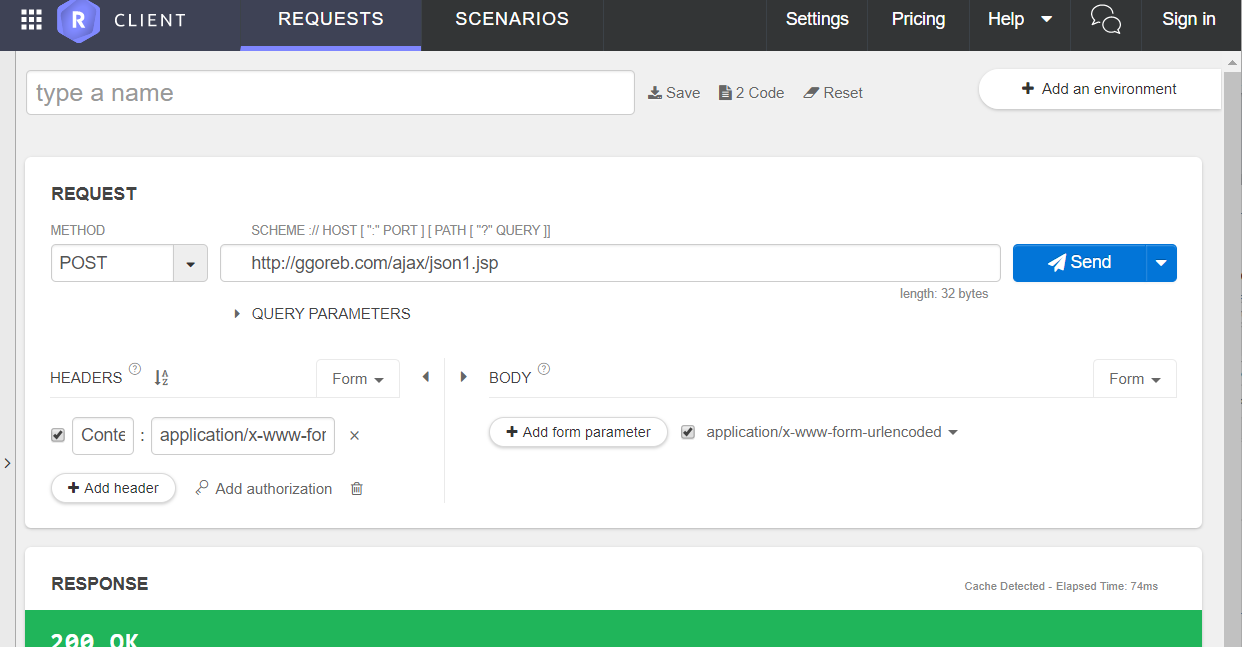 R CLIENT REQUESTS SCENARIOS Settings Pricing Help Sign in
type a name Save 2 Code Reset + Add an environment
REQUEST
METHOD SCHEME :// HOST [ ":" PORT ] [ PATH [ "?" QUERY ]]
POST http://ggoreb.com/ajax/json1.jsp Send
length: 32 bytes
QUERY PARAMETERS
HEADERS ? A Z Form BODY ? Form
Conte : application/x-www-for × + Add form parameter application/x-www-form-urlencoded
+ Add header Add authorization
RESPONSE Cache Detected - Elapsed Time: 74ms
200 OK